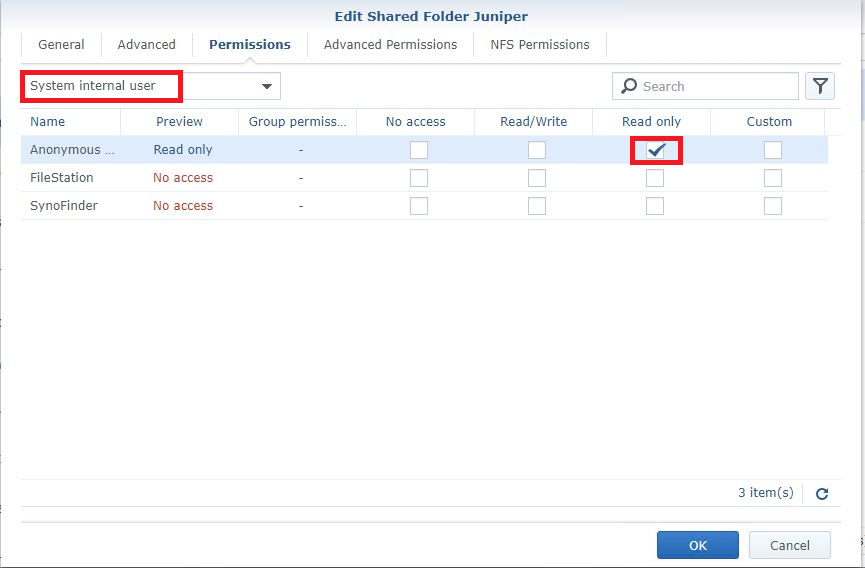 Edit Shared Folder Juniper
General Advanced Permissions Advanced Permissions NFS Permissions
System internal user Search
Name Preview Group permiss... No access Read/Write Read only Custom
Anonymous ... Read only -
FileStation No access -
SynoFinder No access -
3 item(s)
OK Cancel